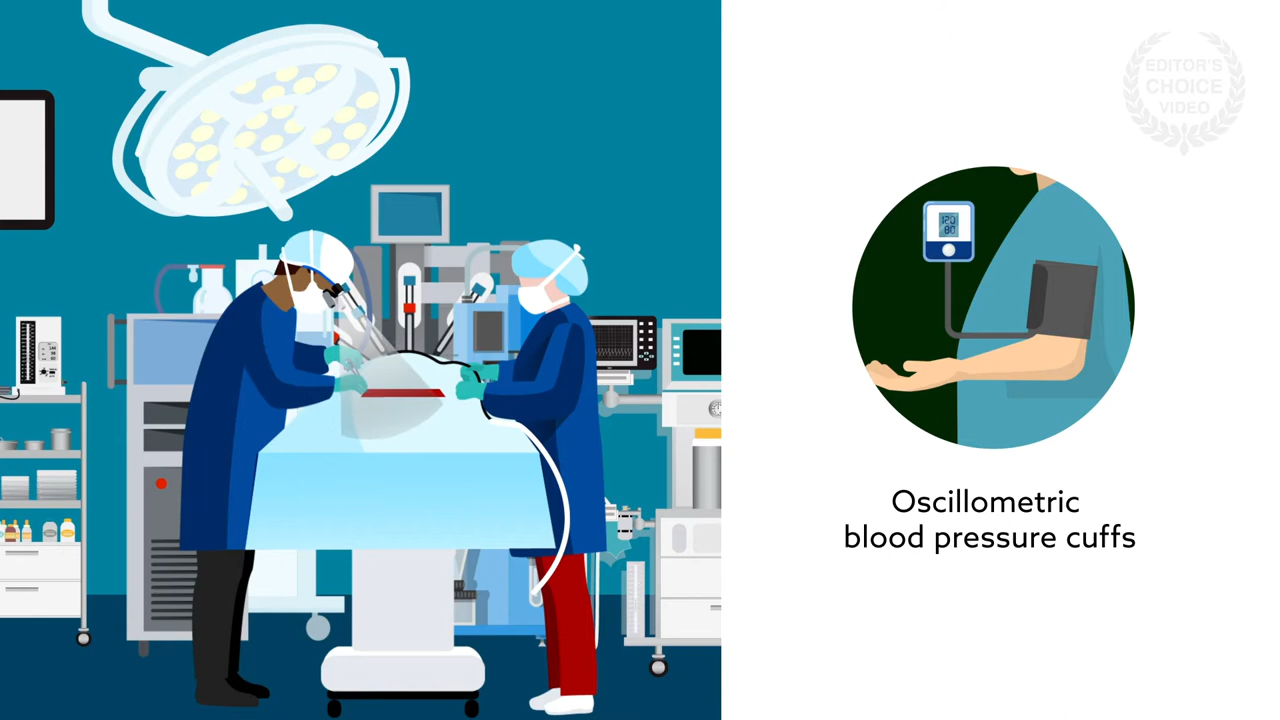 EDITOR'S
CHOICE
VIDEO
120
80
Oscillometric
blood pressure cuffs